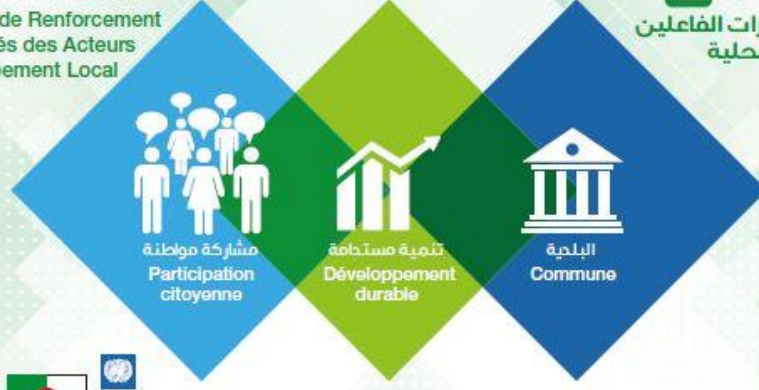 de Renforcement
és des Acteurs
pement Local
رات الفاعلين
حلية
مشاركة مواطنة
Participation
citoyenne
تنمية مستدامة
Développement
durable
البلدية
Commune